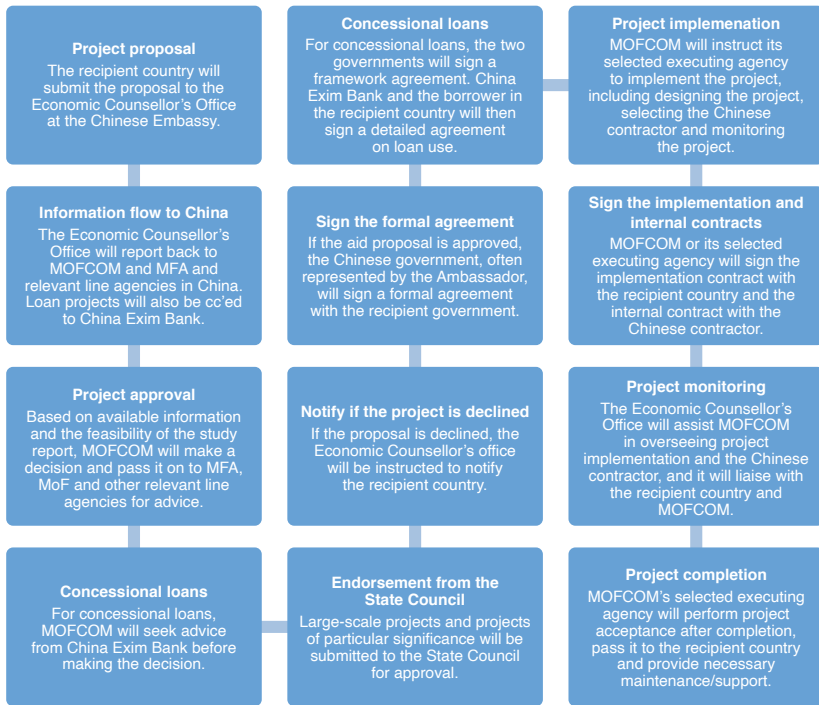 Project proposal
The recipient country will
submit the proposal to the
Economic Counsellor's Office
at the Chinese Embassy.
Information flow to China
The Economic Counsellor's
Office will report back to
MOFCOM and MFA and
relevant line agencies in China.
Loan projects will also be cc'ed
to China Exim Bank.
Project approval
Based on available information
and the feasibility of the study
report, MOFCOM will make a
decision and pass it on to MFA,
MoF and other relevant line
agencies for advice.
Concessional loans
For concessional loans,
MOFCOM will seek advice
from China Exim Bank before
making the decision.
Endorsement from the
State Council
Large-scale projects and projects
of particular significance will be
submitted to the State Council
for approval.
Notify if the project is declined
If the proposal is declined, the
Economic Counsellor's office
will be instructed to notify
the recipient country.
Sign the formal agreement
If the aid proposal is approved,
the Chinese government, often
represented by the Ambassador,
will sign a formal agreement
with the recipient government.
Concessional loans
For concessional loans, the two
governments will sign a
framework agreement. China
Exim Bank and the borrower in
the recipient country will then
sign a detailed agreement
on loan use.
Project implemenation
MOFCOM will instruct its
selected executing agency
to implement the project,
including designing the project,
selecting the Chinese
contractor and monitoring
the project.
Sign the implementation and
internal contracts
MOFCOM or its selected
executing agency will sign the
implementation contract with
the recipient country and the
internal contract with the
Chinese contractor.
Project monitoring
The Economic Counsellor's
Office will assist MOFCOM
in overseeing project
implementation and the Chinese
contractor, and it will liaise with
the recipient country and
MOFCOM.
Project completion
MOFCOM's selected executing
agency will perform project
acceptance after completion,
pass it to the recipient country
and provide necessary
maintenance/support.